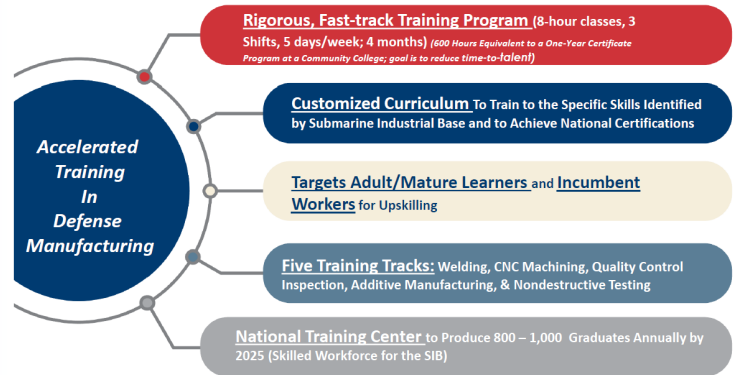 Rigorous, Fast-track Training Program (8-hour classes, 3
Shifts, 5 days/week; 4 months) (600 Hours Equivalent to a One-Year Certificate
Program at a Community College; goal is to reduce time-to-talent)
Customized Curriculum To Train to the Specific Skills Identified
by Submarine Industrial Base and to Achieve National Certifications
Accelerated
Training
In
Defense
Manufacturing
Targets Adult/Mature Learners and Incumbent
Workers for Upskilling
Five Training Tracks: Welding, CNC Machining, Quality Control
Inspection, Additive Manufacturing, & Nondestructive Testing
National Training Center to Produce 800 – 1,000 Graduates Annually by
2025 (Skilled Workforce for the SIB)